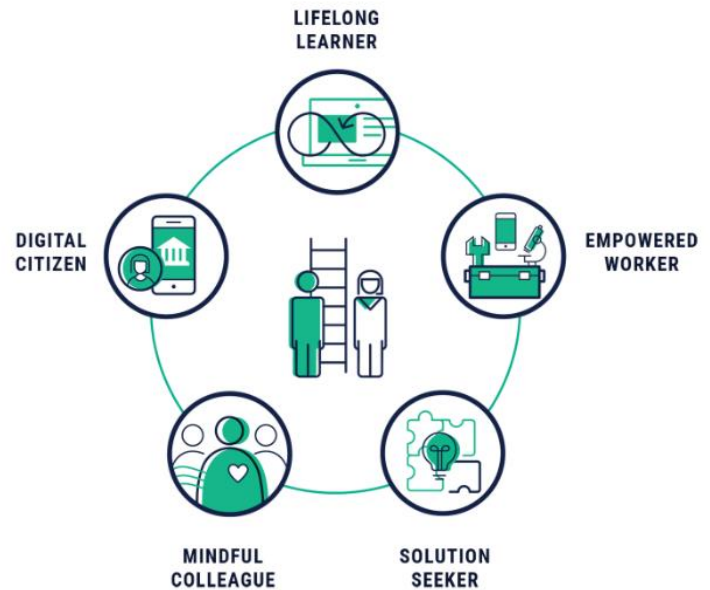 LIFELONG
LEARNER
DIGITAL
CITIZEN
EMPOWERED
WORKER
MINDFUL
COLLEAGUE
SOLUTION
SEEKER